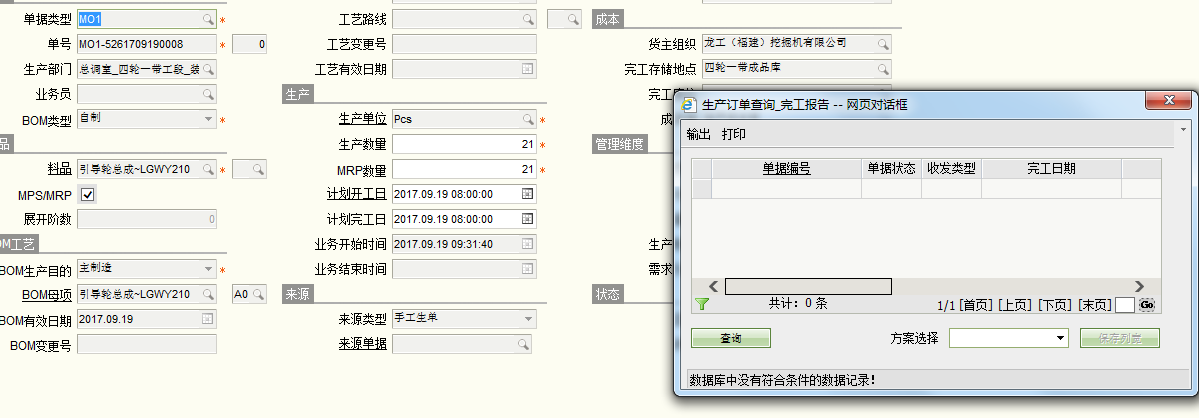 单据类型 MO1 *
单号 MO1-5261709190008 * 0
生产部门 总调室_四轮一带工段_装 *
业务员
BOM类型 自制 *
品
料品 引导轮总成~LGWY210 *
MPS/MRP
展开阶数 0
OM工艺
BOM生产目的 主制造 *
BOM母项 引导轮总成~LGWY210 A0
BOM有效日期 2017.09.19
BOM变更号
工艺路线
工艺变更号
工艺有效日期
生产
生产单位 Pcs *
生产数量 21 *
MRP数量 21 *
计划开工日 2017.09.19 08:00:00
计划完工日 2017.09.19 08:00:00
业务开始时间 2017.09.19 09:31:40
业务结束时间
来源
来源类型 手工生单
来源单据
成本
货主组织 龙工（福建）挖掘机有限公司
完工存储地点 四轮一带成品库
完工
成
管理维度
生产
需求
状态
生产订单查询_完工报告 -- 网页对话框
输出 打印
单据编号 单据状态 收发类型 完工日期
共计：0 条 1/1 [首页] [上页] [下页] [末页] Go
查询 方案选择 保存列宽
数据库中没有符合条件的数据记录！